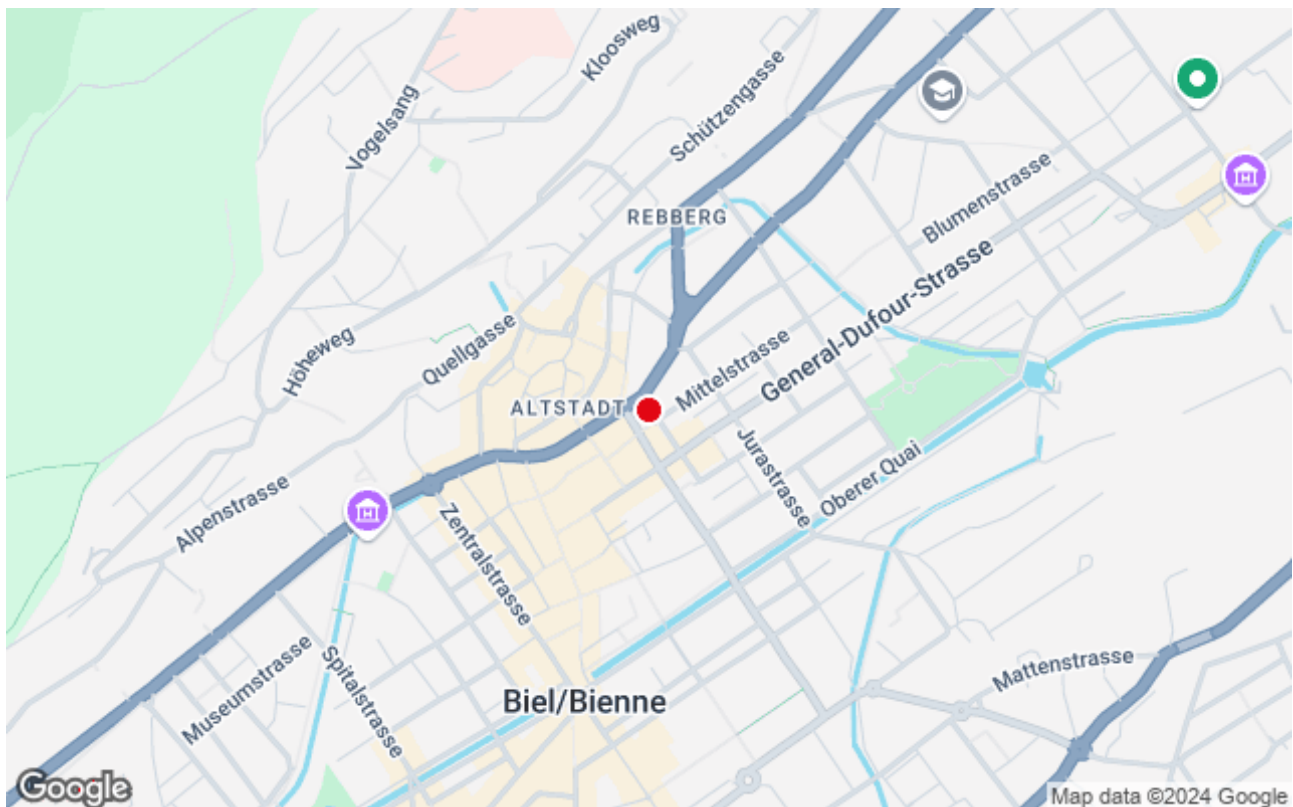 Kloosweg
Vogelsang
Schützengasse
REBBERG
Blumenstrasse
General-Dufour-Strasse
Höheweg
Quellgasse
Mittelstrasse
ALTSTADT
Jurastrasse
Oberer Quai
Alpenstrasse
Zentralstrasse
Museumstrasse
Spitalstrasse
Mattenstrasse
Biel/Bienne
Google
Map data ©2024 Google